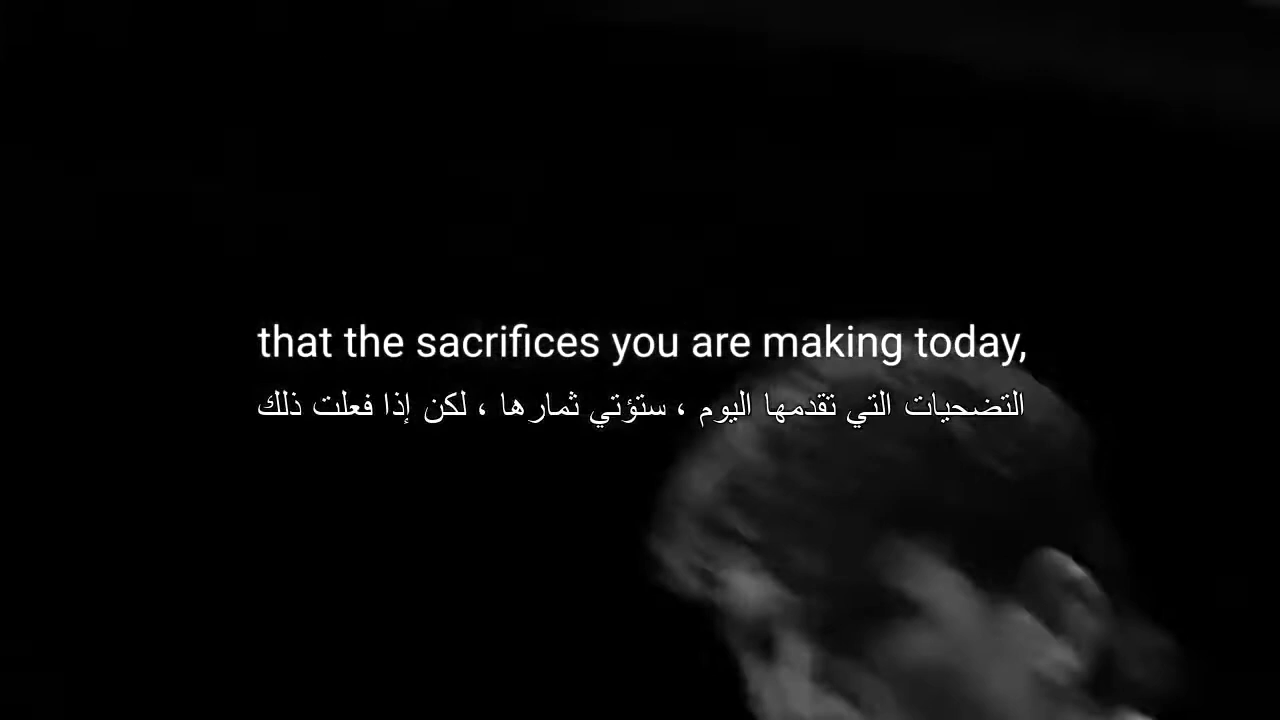 that the sacrifices you are making today,
التضحيات التي تقدمها اليوم ، ستؤتي ثمارها ، لكن إذا فعلت ذلك